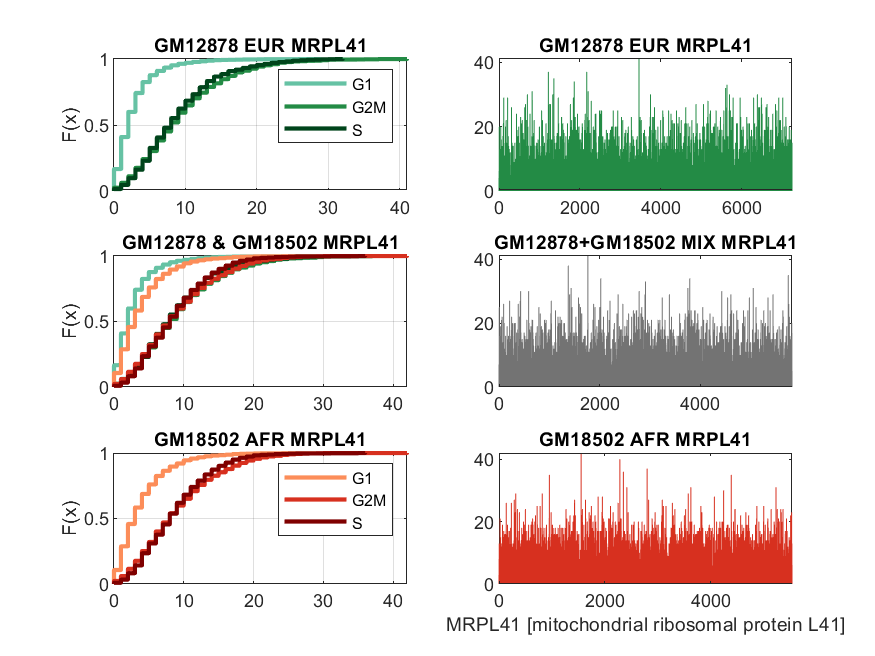 GM12878 EUR MRPL41
F(x)
1
0.5
0
0 10 20 30 40
G1
G2M
S
GM12878 EUR MRPL41
40
20
0
0 2000 4000 6000
GM12878 & GM18502 MRPL41
F(x)
1
0.5
0
0 10 20 30 40
GM12878+GM18502 MIX MRPL41
40
20
0
0 2000 4000
GM18502 AFR MRPL41
F(x)
1
0.5
0
0 10 20 30 40
G1
G2M
S
GM18502 AFR MRPL41
40
20
0
0 2000 4000
MRPL41 [mitochondrial ribosomal protein L41]